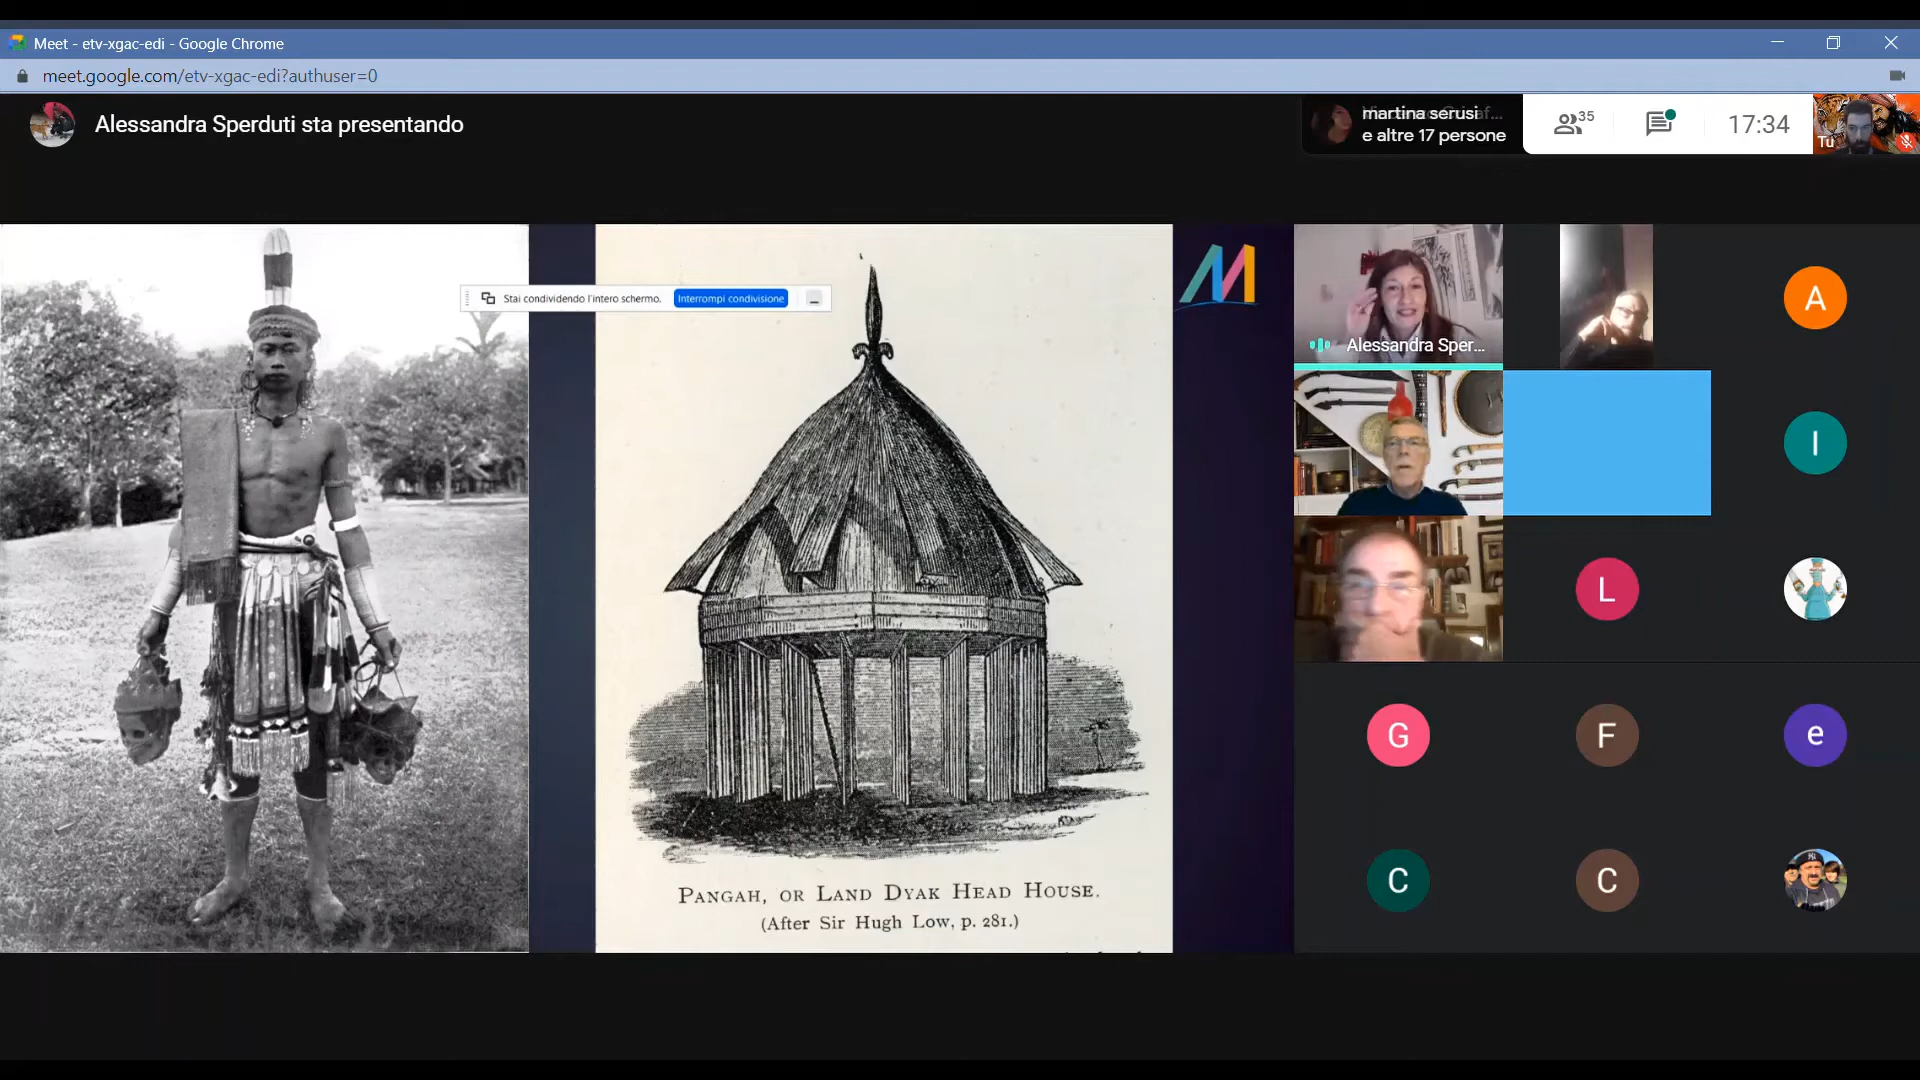 Meet - etv-xgac-edi - Google Chrome
meet.google.com/etv-xgac-edi?authuser=0
Alessandra Sperduti sta presentando
martina serusi
e altre 17 persone
35
17:34
Tu
Stai condividendo l'intero schermo.
Interrompi condivisione
Alessandra Sper...
A
I
L
G
F
e
C
C
PANGAH, OR LAND DYAK HEAD HOUSE.
(After Sir Hugh Low, p. 281.)